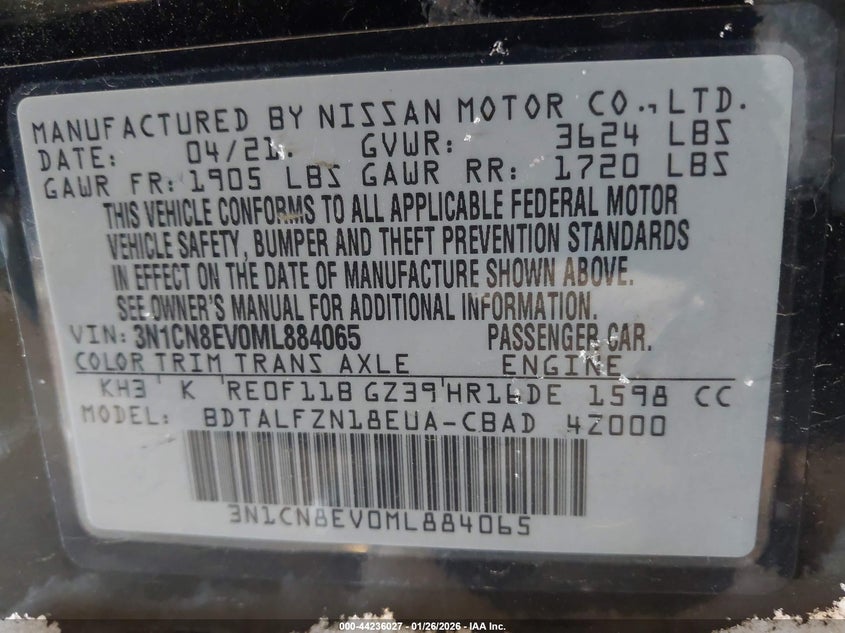 MANUFACTURED BY NISSAN MOTOR CO., LTD.
DATE: 04/21. GVWR: 3624 LBS
GAWR FR: 1905 LBS GAWR RR: 1720 LBS
THIS VEHICLE CONFORMS TO ALL APPLICABLE FEDERAL MOTOR
VEHICLE SAFETY, BUMPER AND THEFT PREVENTION STANDARDS
IN EFFECT ON THE DATE OF MANUFACTURE SHOWN ABOVE.
SEE OWNER'S MANUAL FOR ADDITIONAL INFORMATION.
VIN: 3N1CN8EV0ML884065 PASSENGER CAR.
COLOR TRIM TRANS AXLE ENGINE
KH3 K RE0F11B GZ39 HR16DE 1598 CC
MODEL: BDTALFZN18EUA-CBAD 4Z000
3N1CN8EV0ML884065
000-44236027 - 01/26/2026 - IAA Inc.